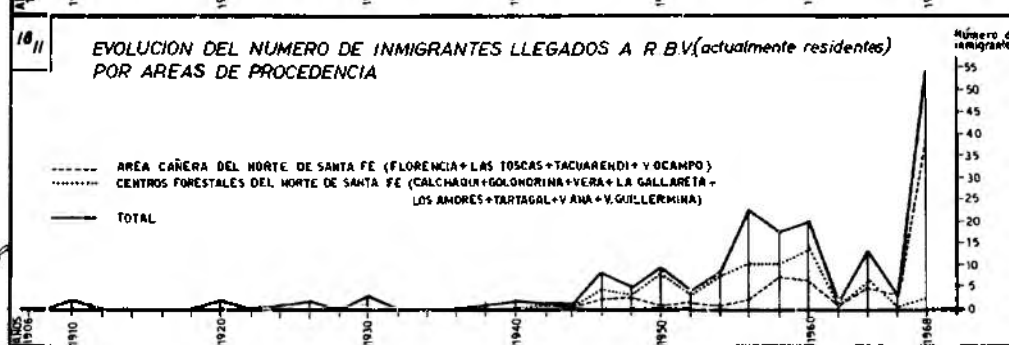 18/11
EVOLUCION DEL NUMERO DE INMIGRANTES LLEGADOS A R.B.V.(actualmente residentes)
POR AREAS DE PROCEDENCIA
Número d
inmigrante
55
50
45
40
35
30
25
20
15
10
5
0
AREA CAÑERA DEL NORTE DE SANTA FE (FLORENCIA+LAS TOSCAS+TACUARENDI+V OCAMPO)
CENTROS FORESTALES DEL NORTE DE SANTA FE (CALCHAQUI+GOLONDRINA+VERA+LA GALLARETA+
LOS AMORES+TARTAGAL+V ANA+V.GUILLERMINA)
TOTAL
AÑOS
1906
1910
1920
1930
1940
1950
1960
1968